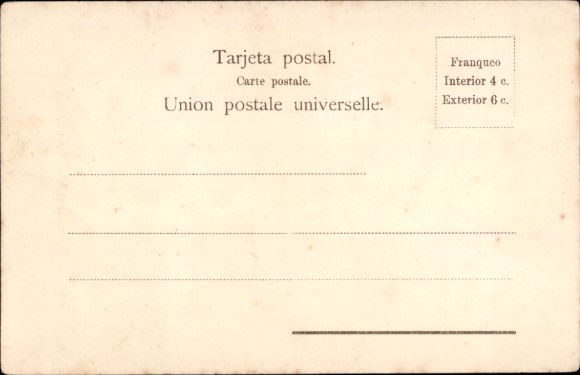 Tarjeta postal.
Carte postale.
Union postale universelle.
Franqueo
Interior 4 c.
Exterior 6 c.